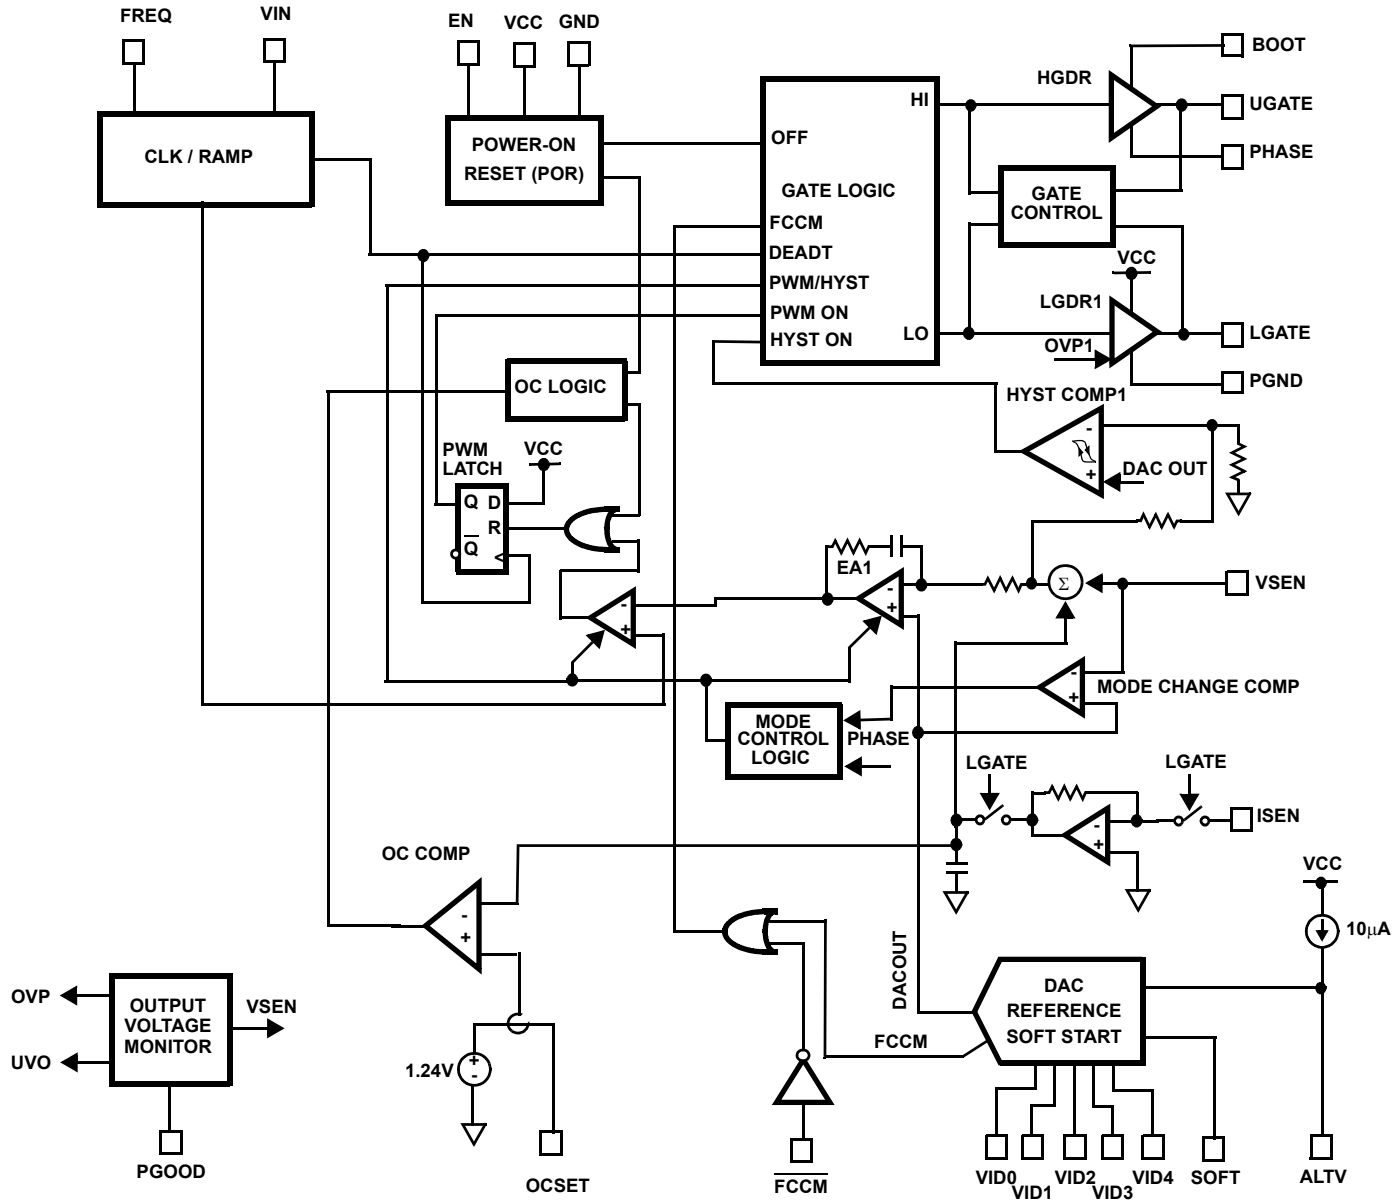 FREQ
VIN
EN
VCC
GND
BOOT
HGDR
UGATE
PHASE
CLK / RAMP
POWER-ON
RESET (POR)
HI
OFF
GATE LOGIC
FCCM
DEADT
PWM/HYST
PWM ON
HYST ON
LO
GATE
CONTROL
VCC
LGDR1
OVP1
LGATE
PGND
OC LOGIC
HYST COMP1
-
+
DAC OUT
PWM
LATCH
VCC
Q
D
R
Q̅
<
EA1
-
+
Σ
VSEN
-
+
-
+
MODE CHANGE COMP
MODE
CONTROL
LOGIC
PHASE
LGATE
LGATE
ISEN
-
+
OC COMP
-
+
VCC
10µA
DACOUT
FCCM
DAC
REFERENCE
SOFT START
OVP
UVO
OUTPUT
VOLTAGE
MONITOR
VSEN
PGOOD
1.24V
+
-
OCSET
F̅C̅C̅M̅
VID0
VID1
VID2
VID3
VID4
SOFT
ALTV